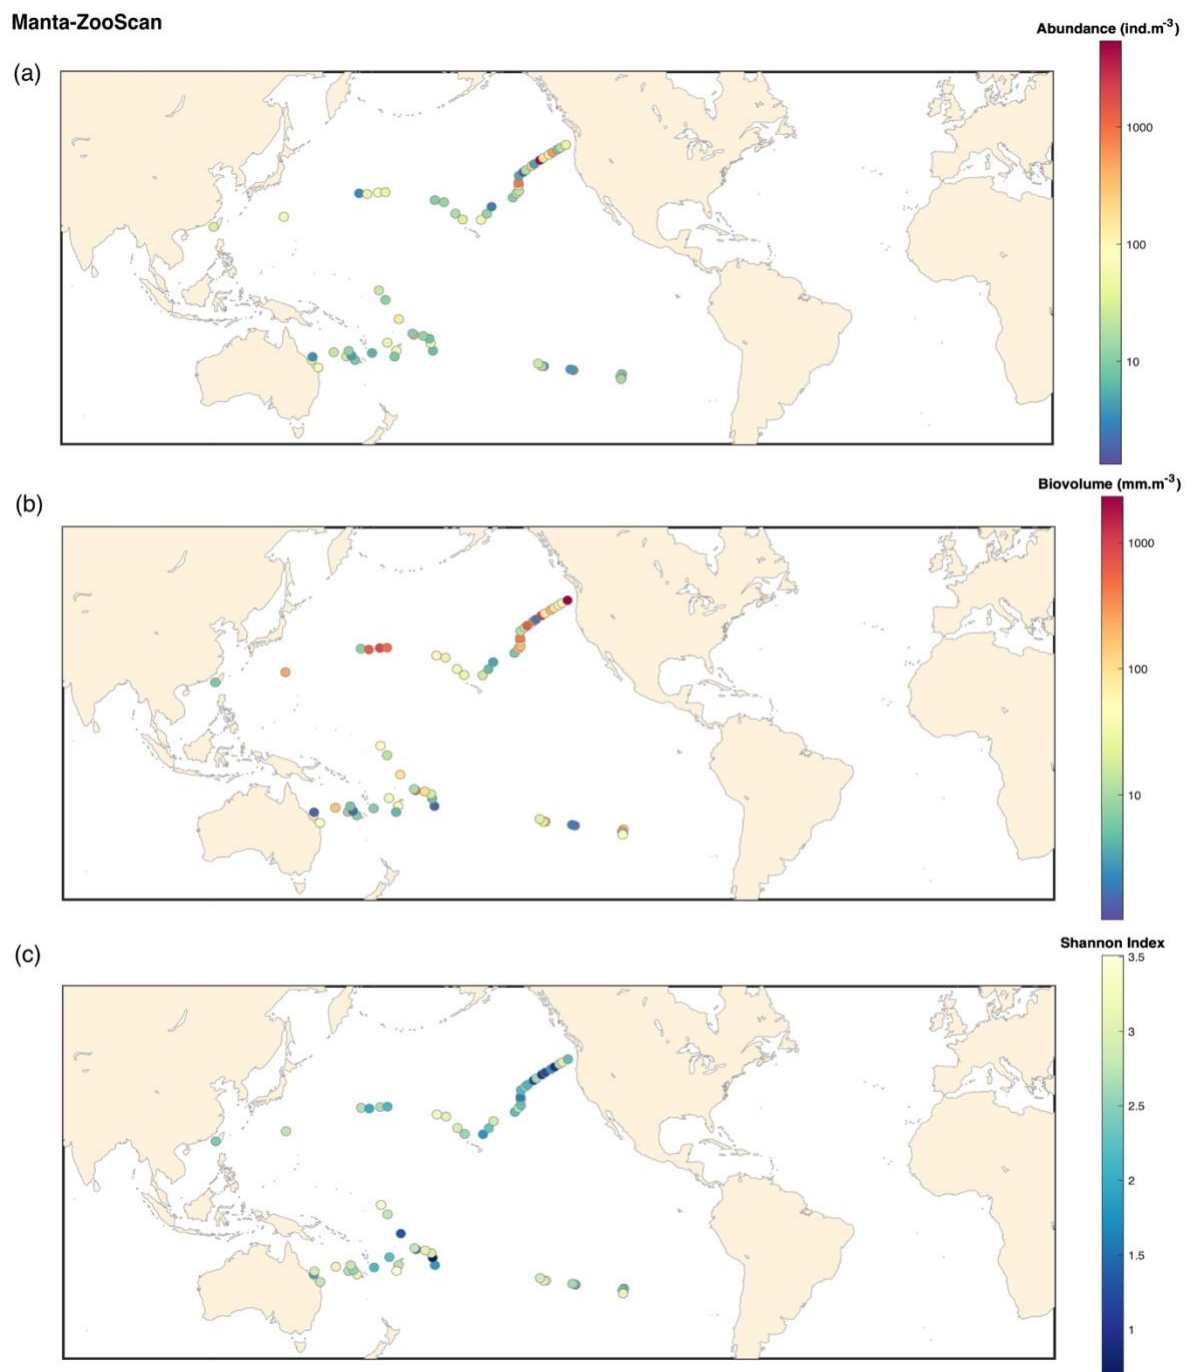 Manta-ZooScan
Abundance (ind.m-3)
(a)
1000
100
10
Biovolume (mm.m-3)
(b)
1000
100
10
Shannon Index
(c)
3.5
3
2.5
2
1.5
1